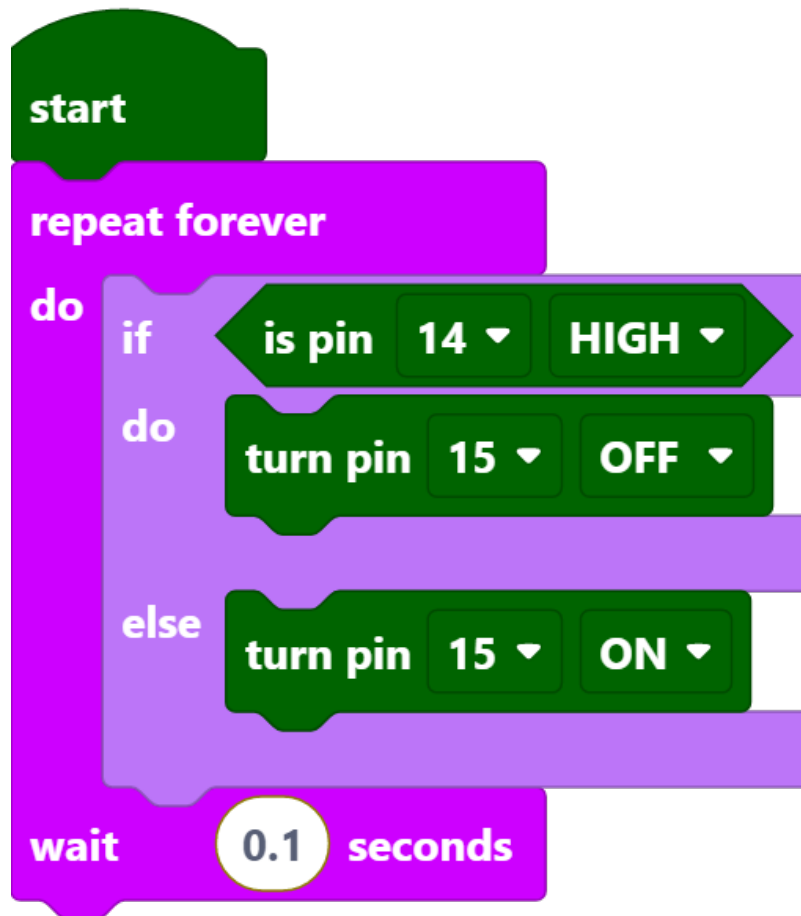 start
repeat forever
do
if is pin 14 HIGH
do
turn pin 15 OFF
else
turn pin 15 ON
wait 0.1 seconds